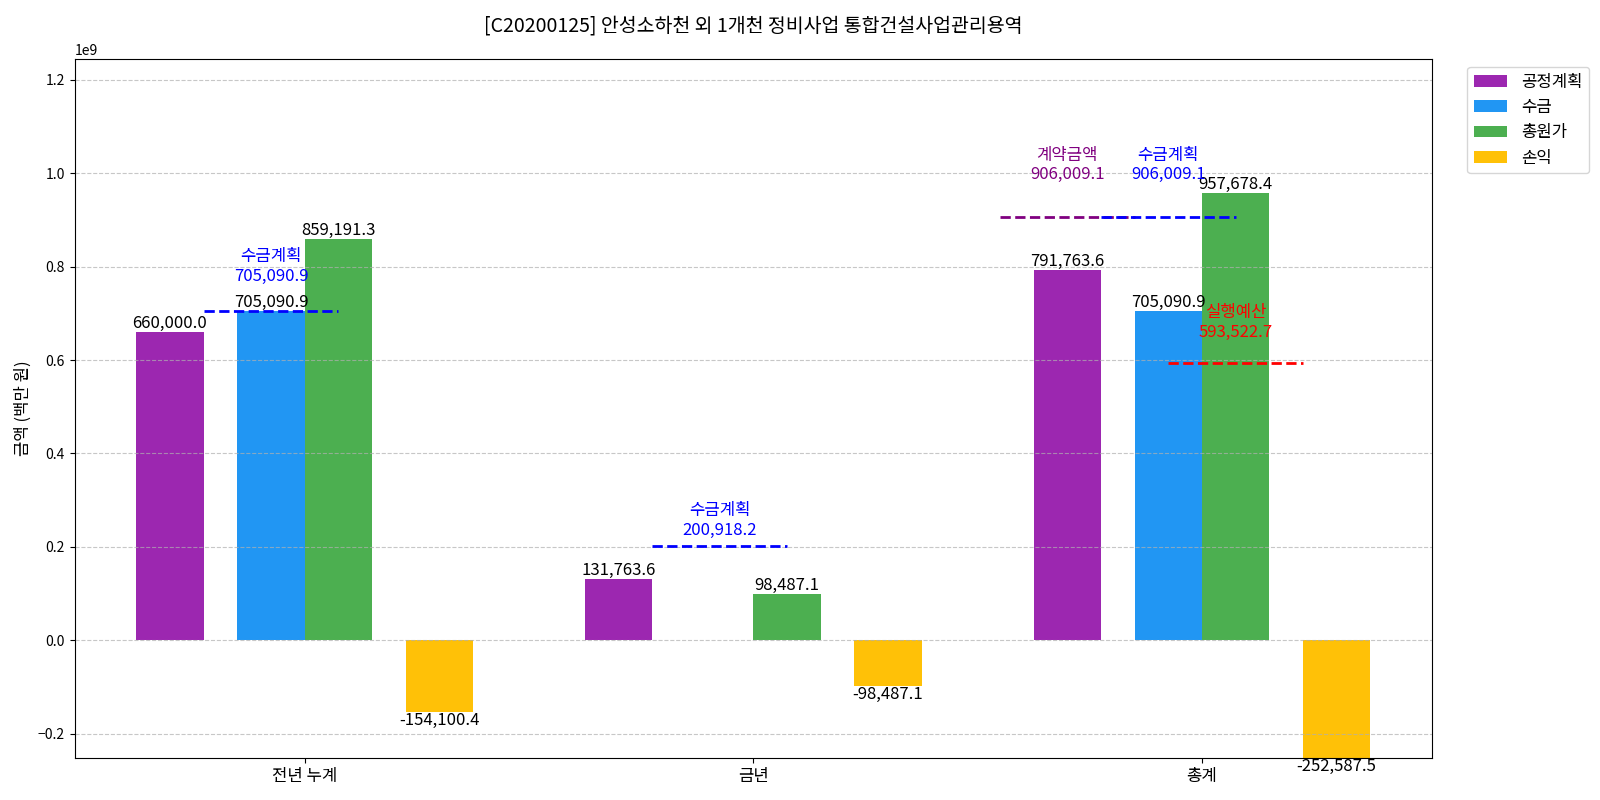 [C20200125] 안성소하천 외 1개천 정비사업 통합건설사업관리용역
1e9
1.2
1.0
0.8
0.6
0.4
0.2
0.0
−0.2
금액 (백만 원)
660,000.0
수금계획
705,090.9
705,090.9
859,191.3
-154,100.4
131,763.6
수금계획
200,918.2
98,487.1
-98,487.1
계약금액
906,009.1
791,763.6
수금계획
906,009.1
705,090.9
957,678.4
실행예산
593,522.7
-252,587.5
전년 누계
금년
총계
공정계획
수금
총원가
손익